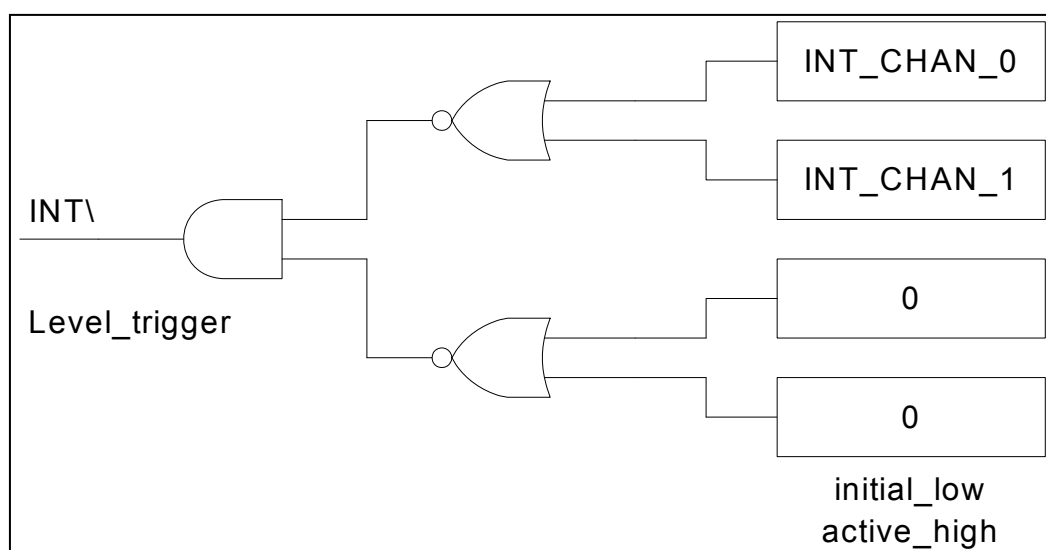 INT_CHAN_0
INT_CHAN_1
INT\
Level_trigger
0
0
initial_low
active_high